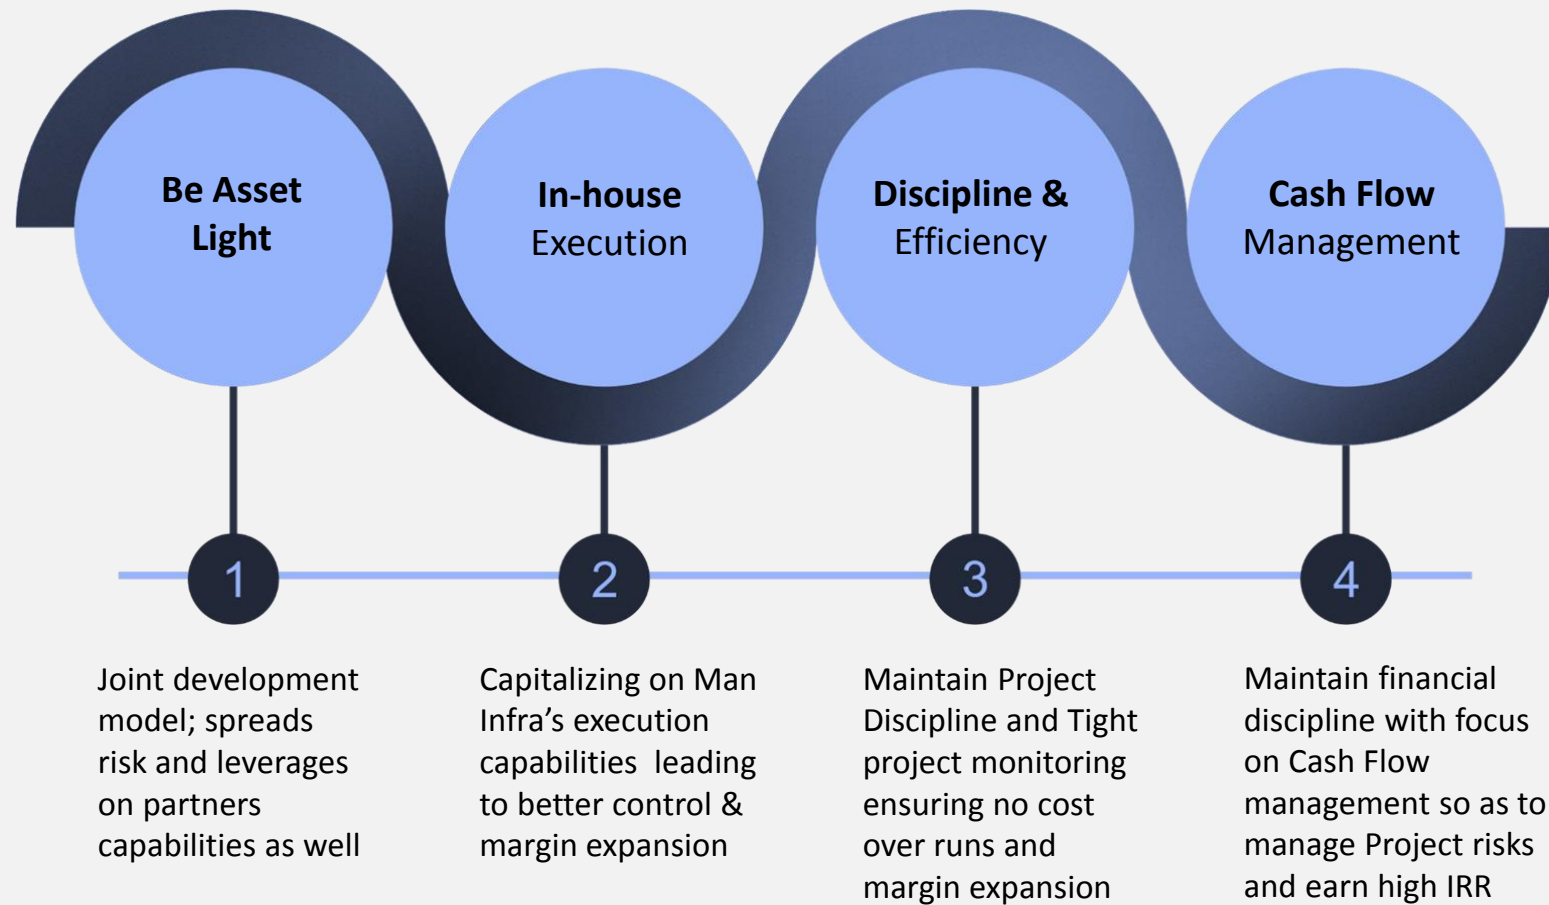 Be Asset
Light
In-house
Execution
Discipline &
Efficiency
Cash Flow
Management
1
2
3
4
Joint development
model; spreads
risk and leverages
on partners
capabilities as well
Capitalizing on Man
Infra’s execution
capabilities  leading
to better control &
margin expansion
Maintain Project
Discipline and Tight
project monitoring
ensuring no cost
over runs and
margin expansion
Maintain financial
discipline with focus
on Cash Flow
management so as to
manage Project risks
and earn high IRR